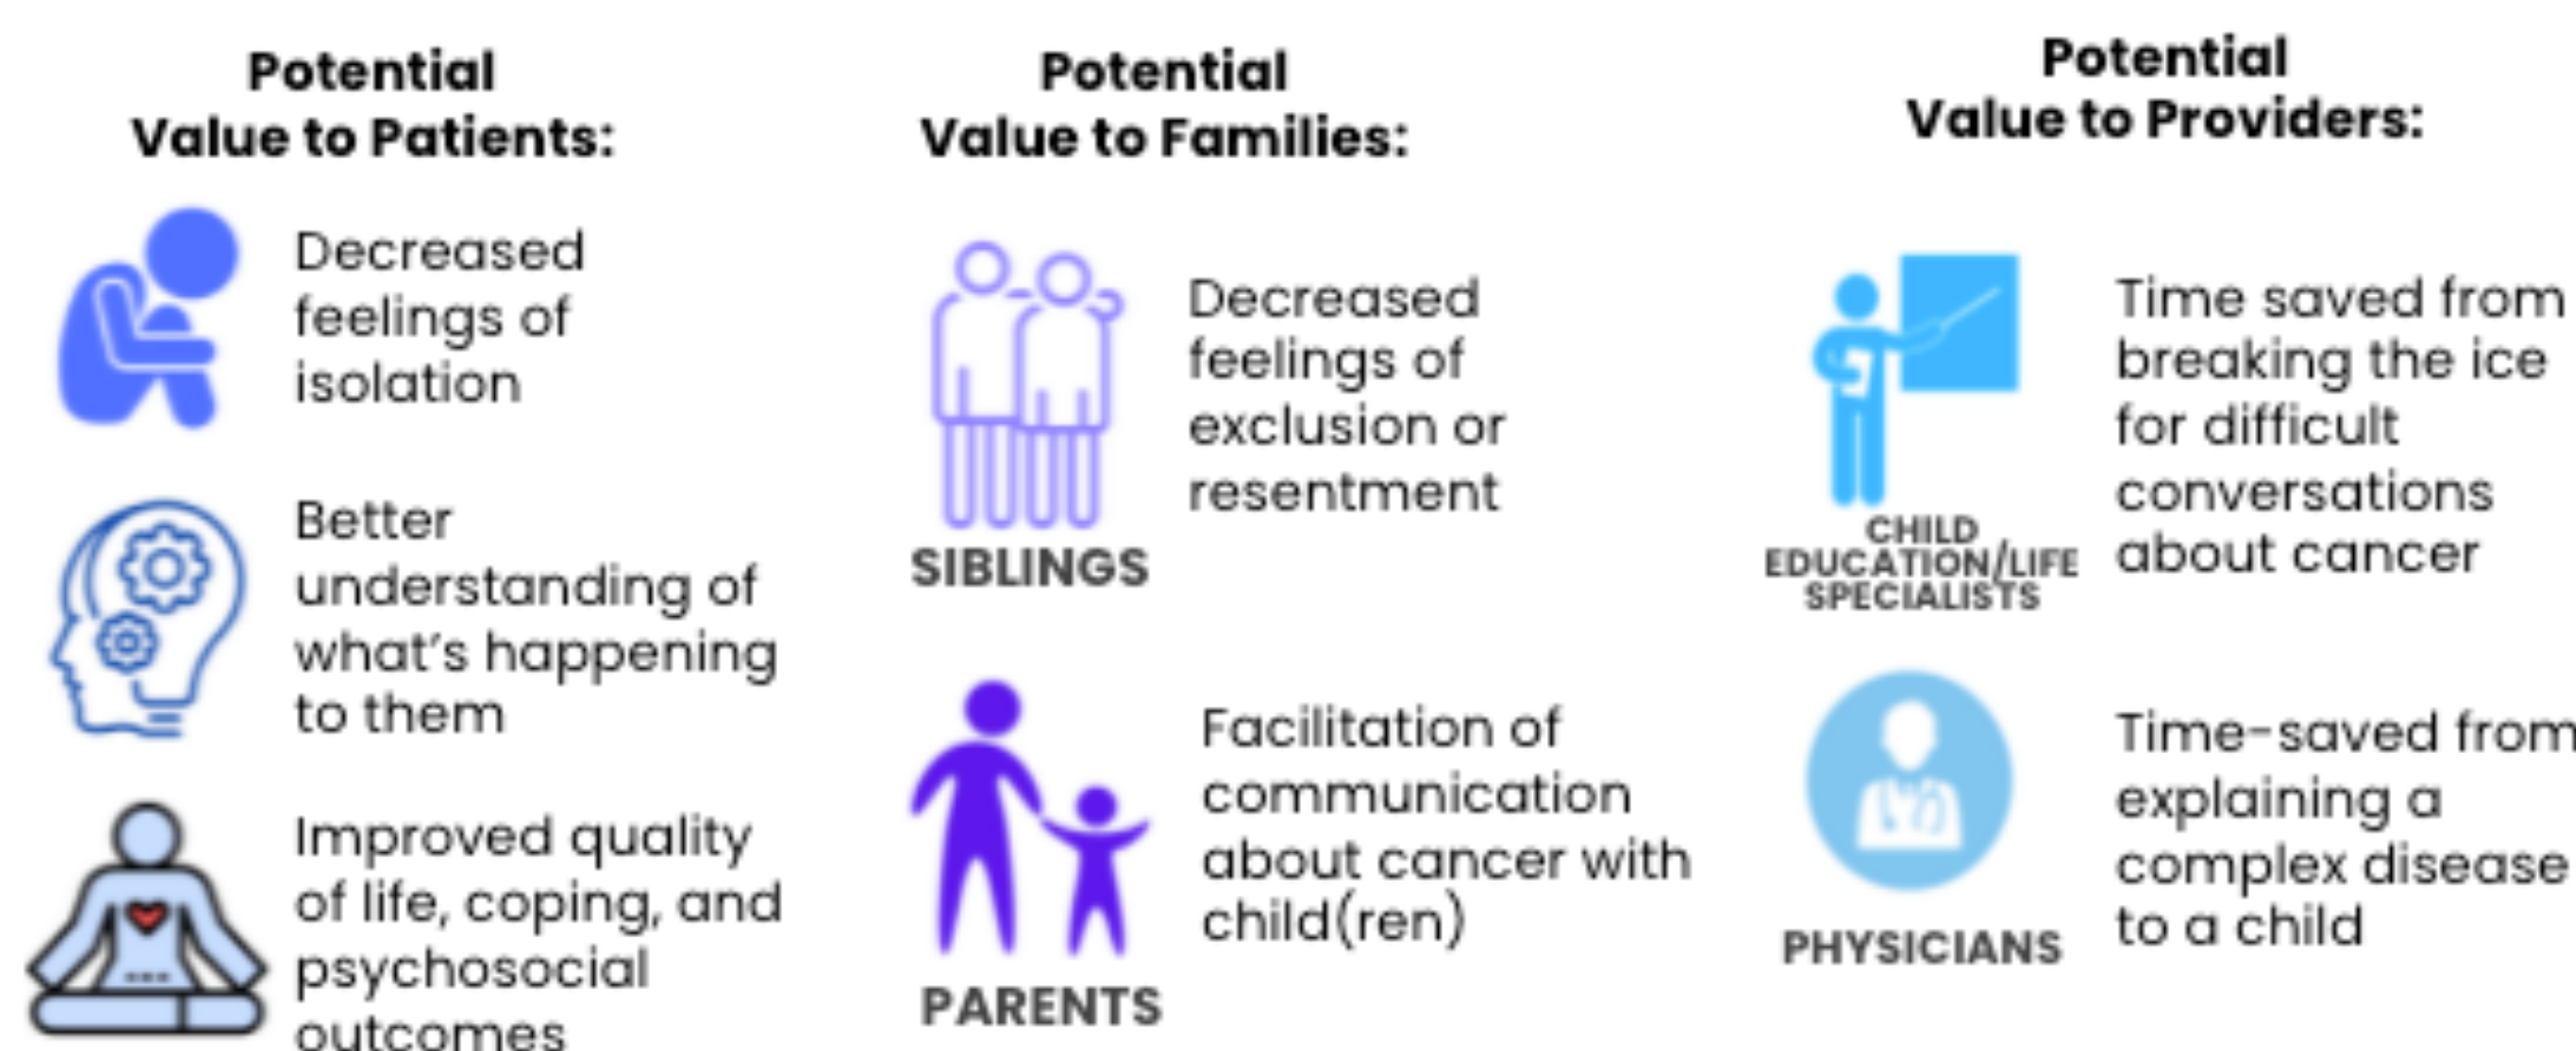 Potential
Value to Patients:
Decreased
feelings of
isolation
Better
understanding of
what's happening
to them
Improved quality
of life, coping, and
psychosocial
outcomes
Potential
Value to Families:
SIBLINGS
Decreased
feelings of
exclusion or
resentment
PARENTS
Facilitation of
communication
about cancer with
child(ren)
Potential
Value to Providers:
CHILD
EDUCATION/LIFE
SPECIALISTS
Time saved from
breaking the ice
for difficult
conversations
about cancer
PHYSICIANS
Time-saved from
explaining a
complex disease
to a child